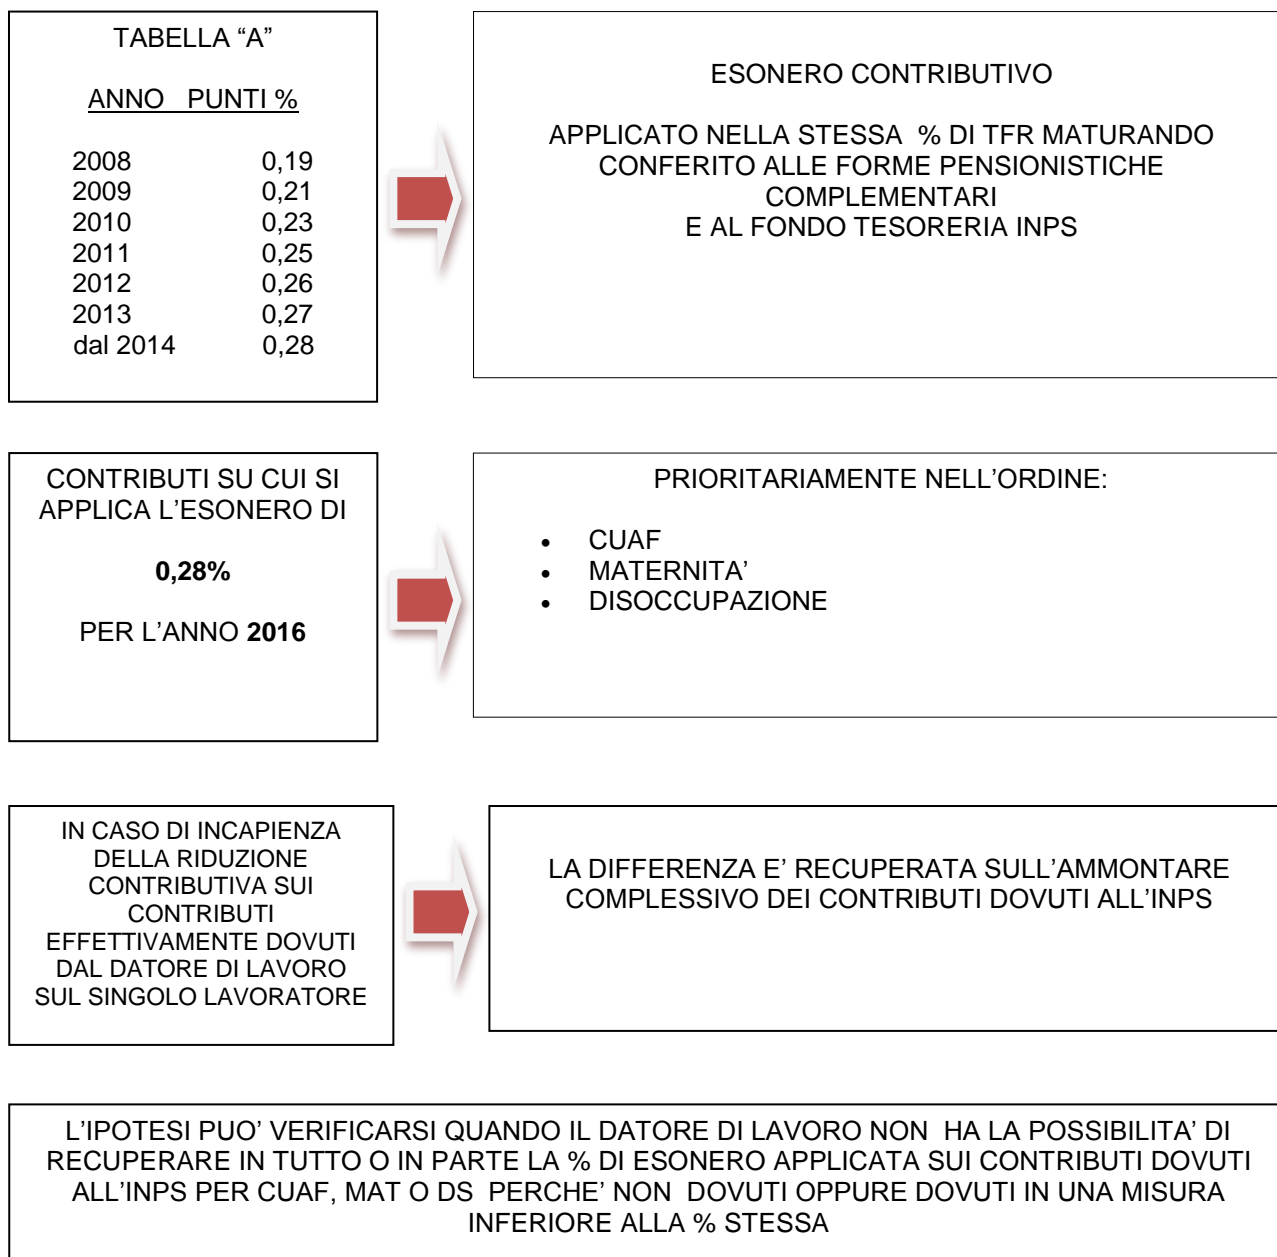 TABELLA “A”
ANNO PUNTI %
2008 0,19
2009 0,21
2010 0,23
2011 0,25
2012 0,26
2013 0,27
dal 2014 0,28
ESONERO CONTRIBUTIVO
APPLICATO NELLA STESSA % DI TFR MATURANDO
CONFERITO ALLE FORME PENSIONISTICHE
COMPLEMENTARI
E AL FONDO TESORERIA INPS
CONTRIBUTI SU CUI SI
APPLICA L’ESONERO DI
0,28%
PER L’ANNO 2016
PRIORITARIAMENTE NELL’ORDINE:
• CUAF
• MATERNITA’
• DISOCCUPAZIONE
IN CASO DI INCAPIENZA
DELLA RIDUZIONE
CONTRIBUTIVA SUI
CONTRIBUTI
EFFETTIVAMENTE DOVUTI
DAL DATORE DI LAVORO
SUL SINGOLO LAVORATORE
LA DIFFERENZA E’ RECUPERATA SULL’AMMONTARE
COMPLESSIVO DEI CONTRIBUTI DOVUTI ALL’INPS
L’IPOTESI PUO’ VERIFICARSI QUANDO IL DATORE DI LAVORO NON HA LA POSSIBILITA’ DI
RECUPERARE IN TUTTO O IN PARTE LA % DI ESONERO APPLICATA SUI CONTRIBUTI DOVUTI
ALL’INPS PER CUAF, MAT O DS PERCHE’ NON DOVUTI OPPURE DOVUTI IN UNA MISURA
INFERIORE ALLA % STESSA